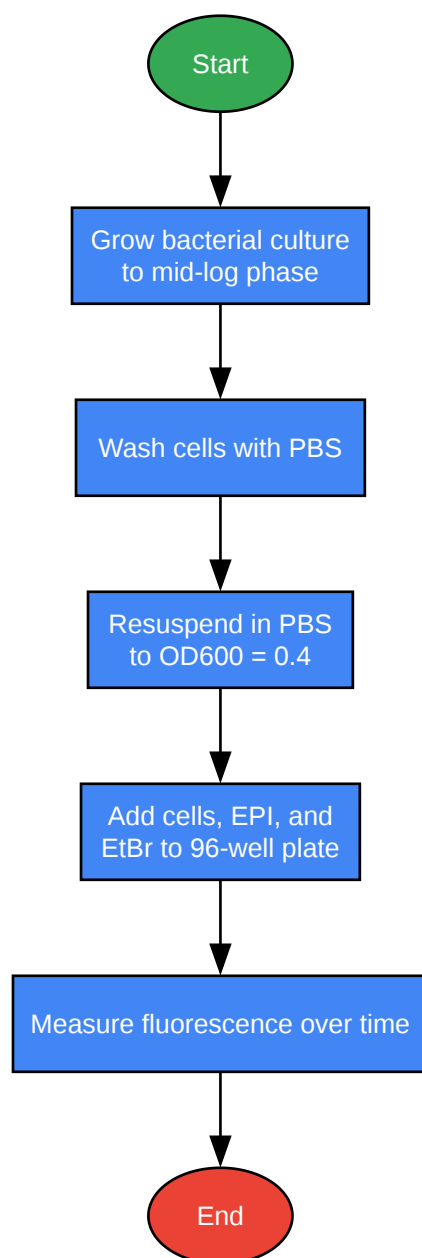 Start
Grow bacterial culture
to mid-log phase
Wash cells with PBS
Resuspend in PBS
to OD600 = 0.4
Add cells, EPI, and
EtBr to 96-well plate
Measure fluorescence over time
End